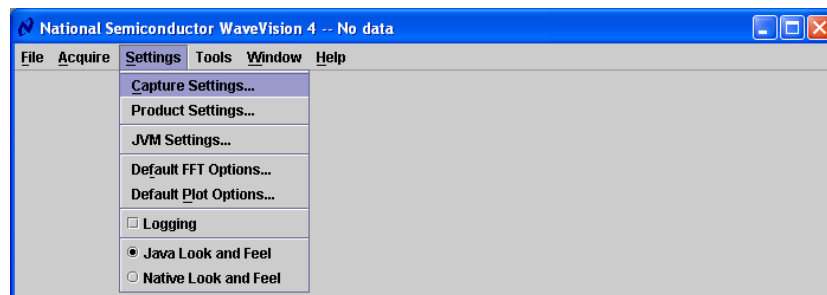 National Semiconductor WaveVision 4 -- No data
File Acquire Settings Tools Window Help
Capture Settings...
Product Settings...
JVM Settings...
Default FFT Options...
Default Plot Options...
Logging
Java Look and Feel
Native Look and Feel